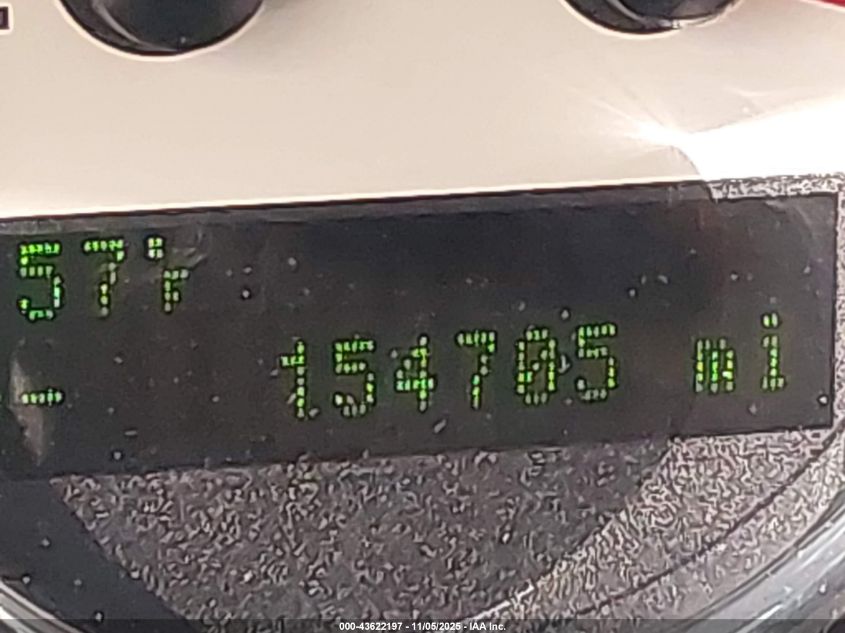 57°F
- 154705 mi
000-43622197 - 11/05/2025 - IAA Inc.